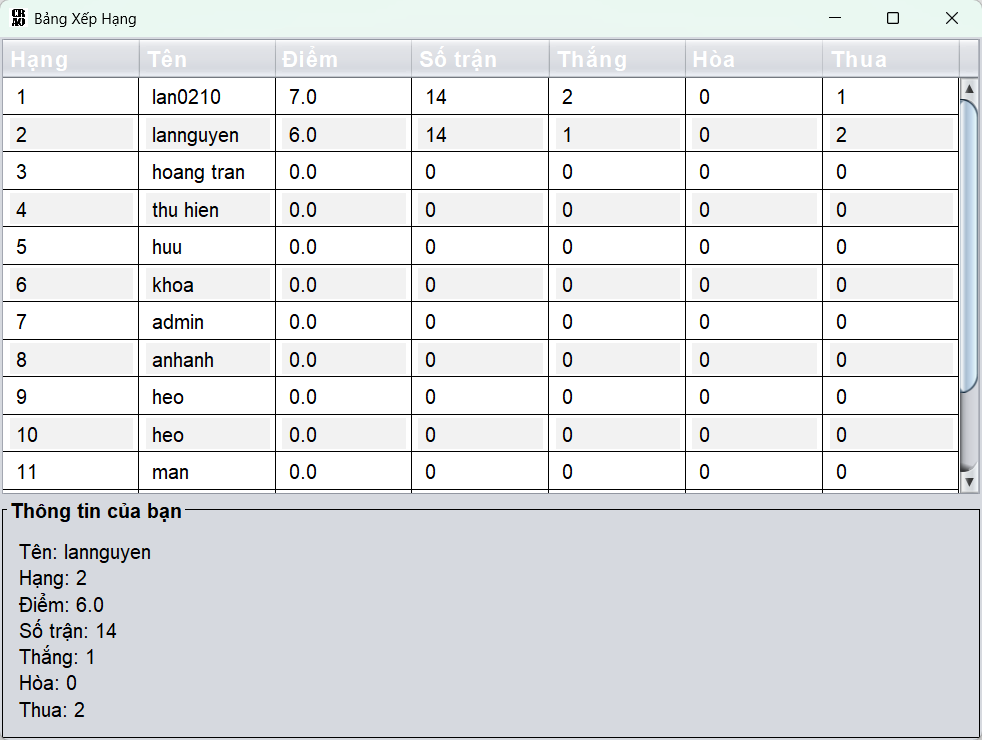 Bảng Xếp Hạng
Hạng Tên Điểm Số trận Thắng Hòa Thua
1 lan0210 7.0 14 2 0 1
2 lannguyen 6.0 14 1 0 2
3 hoang tran 0.0 0 0 0 0
4 thu hien 0.0 0 0 0 0
5 huu 0.0 0 0 0 0
6 khoa 0.0 0 0 0 0
7 admin 0.0 0 0 0 0
8 anhanh 0.0 0 0 0 0
9 heo 0.0 0 0 0 0
10 heo 0.0 0 0 0 0
11 man 0.0 0 0 0 0
Thông tin của bạn
Tên: lannguyen
Hạng: 2
Điểm: 6.0
Số trận: 14
Thắng: 1
Hòa: 0
Thua: 2